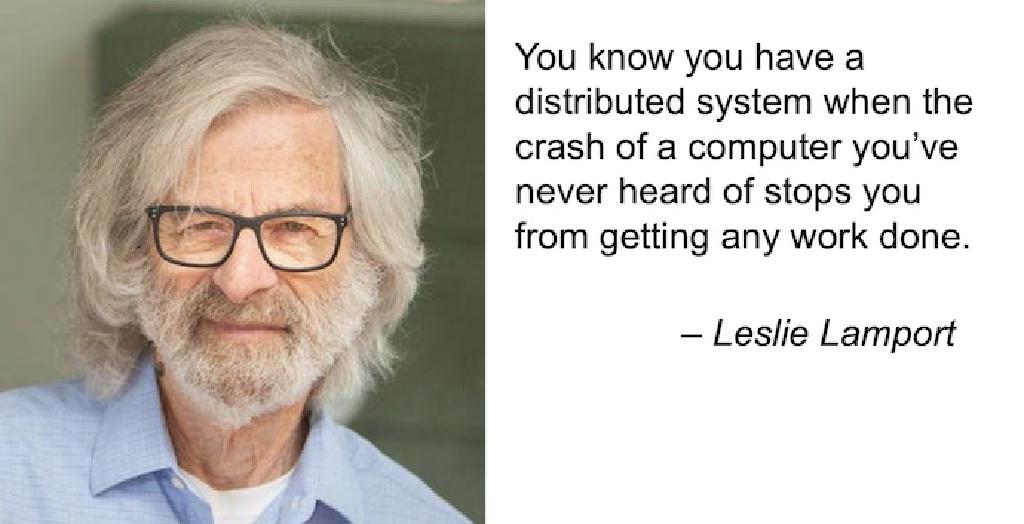 You know you have a
distributed system when the
crash of a computer you’ve
never heard of stops you
from getting any work done.
– Leslie Lamport